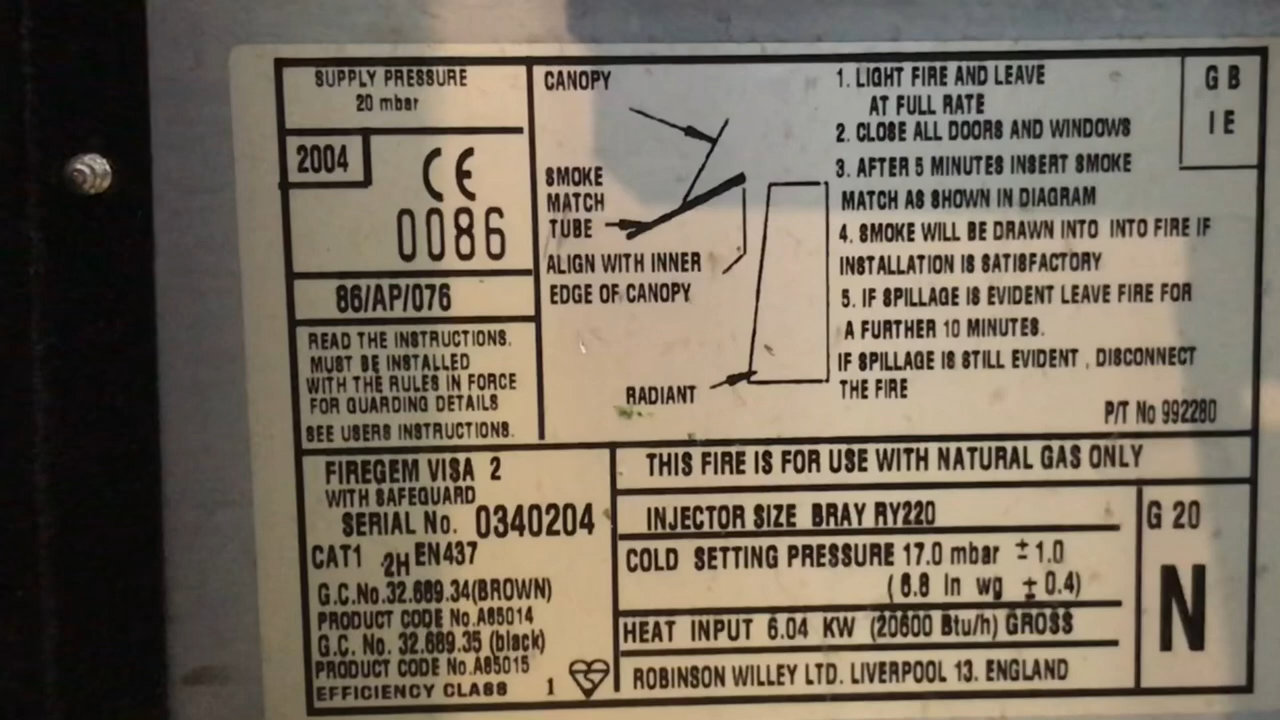 SUPPLY PRESSURE
20 mbar
2004
CE
0086
86/AP/076
READ THE INSTRUCTIONS.
MUST BE INSTALLED
WITH THE RULES IN FORCE
FOR GUARDING DETAILS
SEE USERS INSTRUCTIONS.
CANOPY
SMOKE
MATCH
TUBE
ALIGN WITH INNER
EDGE OF CANOPY
RADIANT
1. LIGHT FIRE AND LEAVE
AT FULL RATE
2. CLOSE ALL DOORS AND WINDOWS
3. AFTER 5 MINUTES INSERT SMOKE
MATCH AS SHOWN IN DIAGRAM
4. SMOKE WILL BE DRAWN INTO INTO FIRE IF
INSTALLATION IS SATISFACTORY
5. IF SPILLAGE IS EVIDENT LEAVE FIRE FOR
A FURTHER 10 MINUTES.
IF SPILLAGE IS STILL EVIDENT , DISCONNECT
THE FIRE
P/T No 992280
G B
I E
FIREGEM VISA 2
WITH SAFEGUARD
SERIAL No. 0340204
CAT1 2H EN437
G.C.No.32.689.34(BROWN)
PRODUCT CODE No.A85014
G.C. No. 32.689.35 (black)
PRODUCT CODE No.A85015
EFFICIENCY CLASS 1
THIS FIRE IS FOR USE WITH NATURAL GAS ONLY
INJECTOR SIZE BRAY RY220
COLD SETTING PRESSURE 17.0 mbar ±1.0
(6.8 In wg ± 0.4)
HEAT INPUT 6.04 KW (20600 Btu/h) GROSS
ROBINSON WILLEY LTD. LIVERPOOL 13. ENGLAND
G 20
N